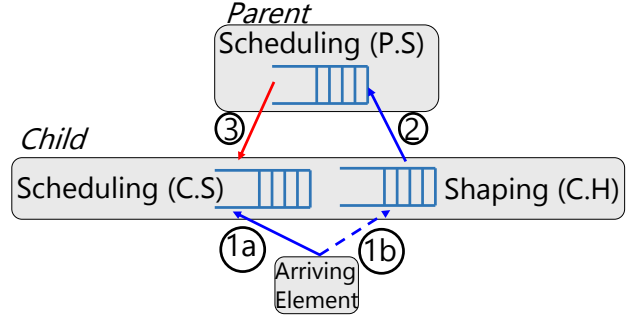 Parent
Scheduling (P.S)
3
2
Child
Scheduling (C.S)
Shaping (C.H)
1a
1b
Arriving
Element